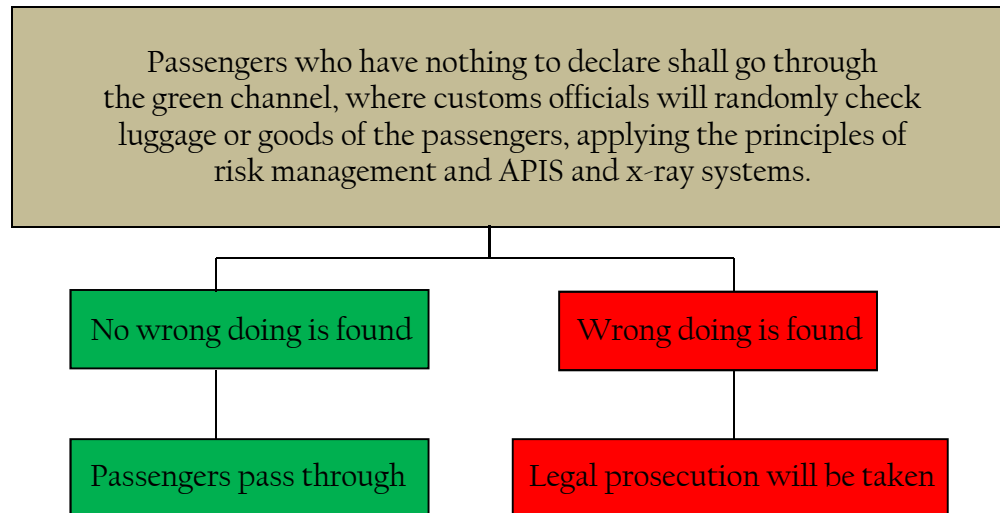 Passengers who have nothing to declare shall go through
the green channel, where customs officials will randomly check
luggage or goods of the passengers, applying the principles of
risk management and APIS and x-ray systems.
No wrong doing is found
Wrong doing is found
Passengers pass through
Legal prosecution will be taken